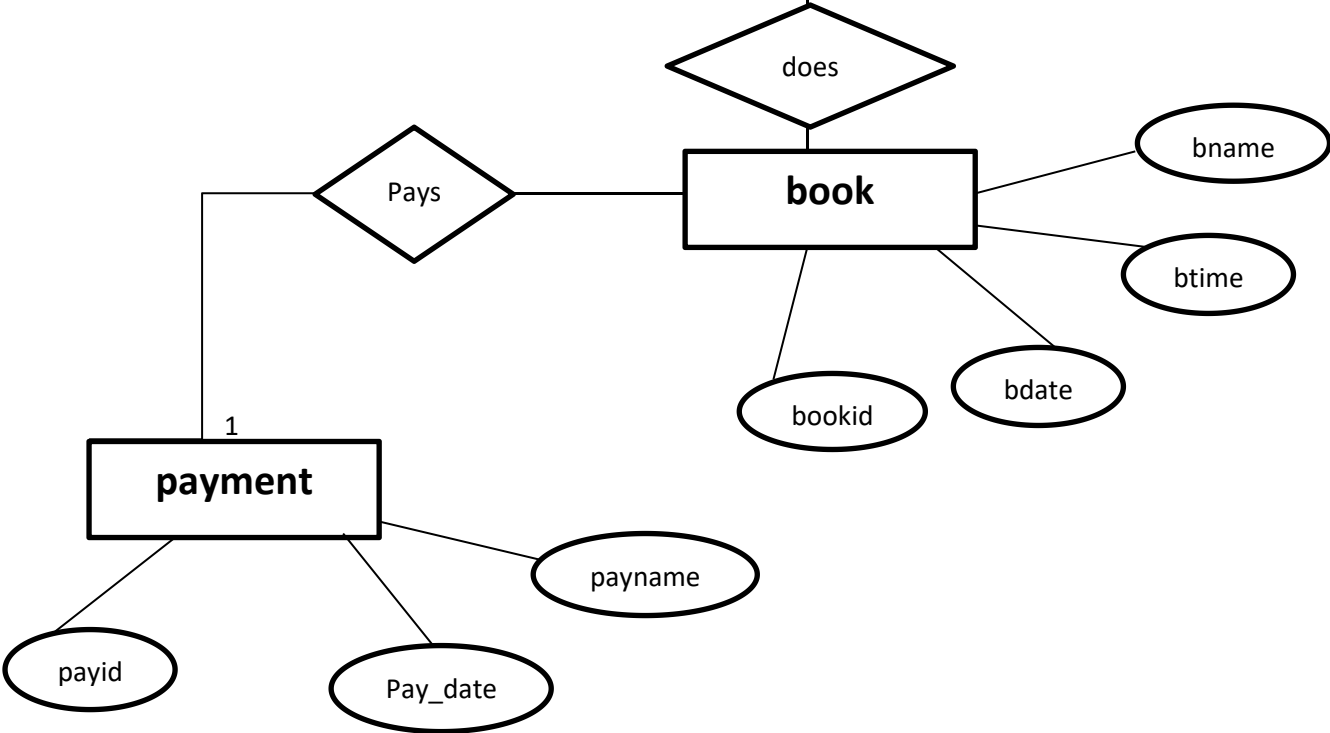 does
bname
Pays
book
btime
bdate
bookid
1
payment
payname
payid
Pay_date